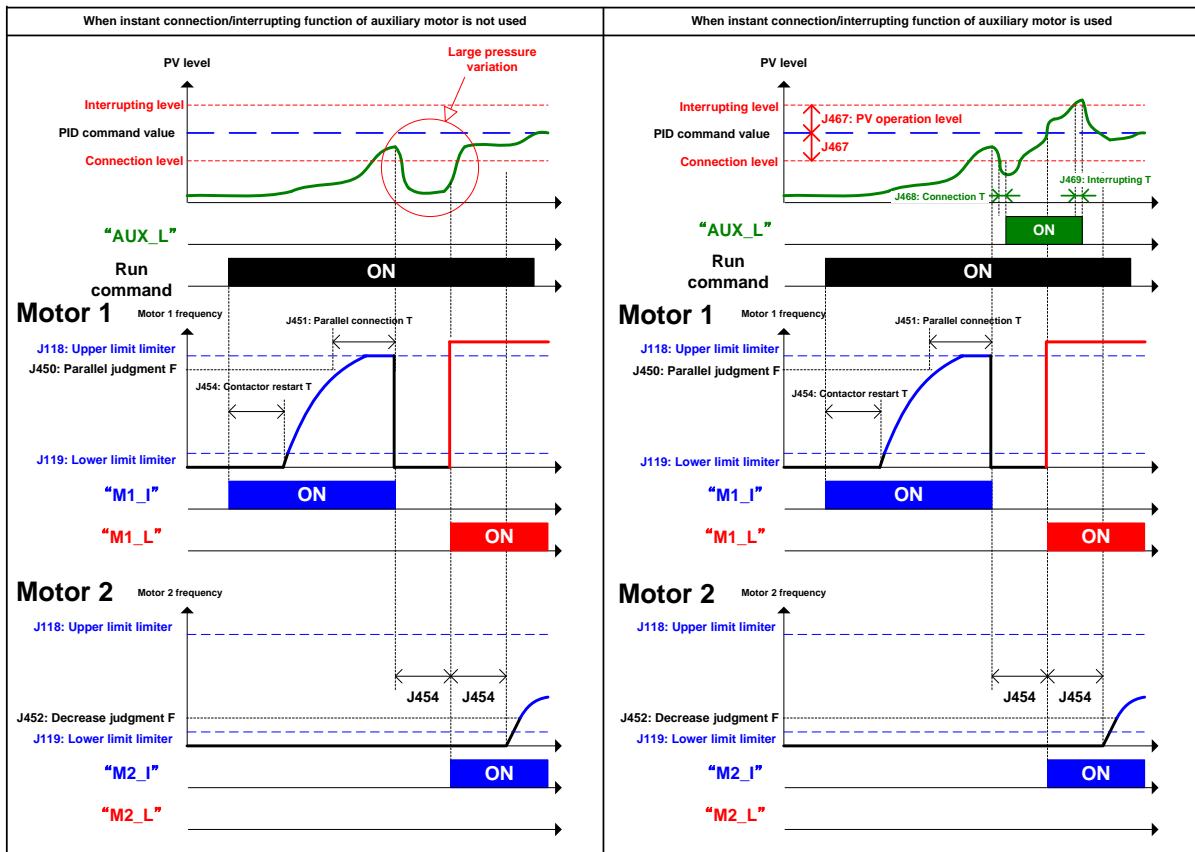 When instant connection/interrupting function of auxiliary motor is not used
Large pressure
variation
PV level
Interrupting level
PID command value
Connection level
“AUX_L”
Run
command
ON
Motor 1
Motor 1 frequency
J451: Parallel connection T
J118: Upper limit limiter
J450: Parallel judgment F
J454: Contactor restart T
J119: Lower limit limiter
“M1_I”
ON
“M1_L”
ON
Motor 2
Motor 2 frequency
J118: Upper limit limiter
J454
J454
J452: Decrease judgment F
J119: Lower limit limiter
“M2_I”
ON
“M2_L”
When instant connection/interrupting function of auxiliary motor is used
PV level
Interrupting level
J467: PV operation level
PID command value
J467
Connection level
J469: Interrupting T
J468: Connection T
“AUX_L”
ON
Run
command
ON
Motor 1
Motor 1 frequency
J451: Parallel connection T
J118: Upper limit limiter
J450: Parallel judgment F
J454: Contactor restart T
J119: Lower limit limiter
“M1_I”
ON
“M1_L”
ON
Motor 2
Motor 2 frequency
J118: Upper limit limiter
J454
J454
J452: Decrease judgment F
J119: Lower limit limiter
“M2_I”
ON
“M2_L”